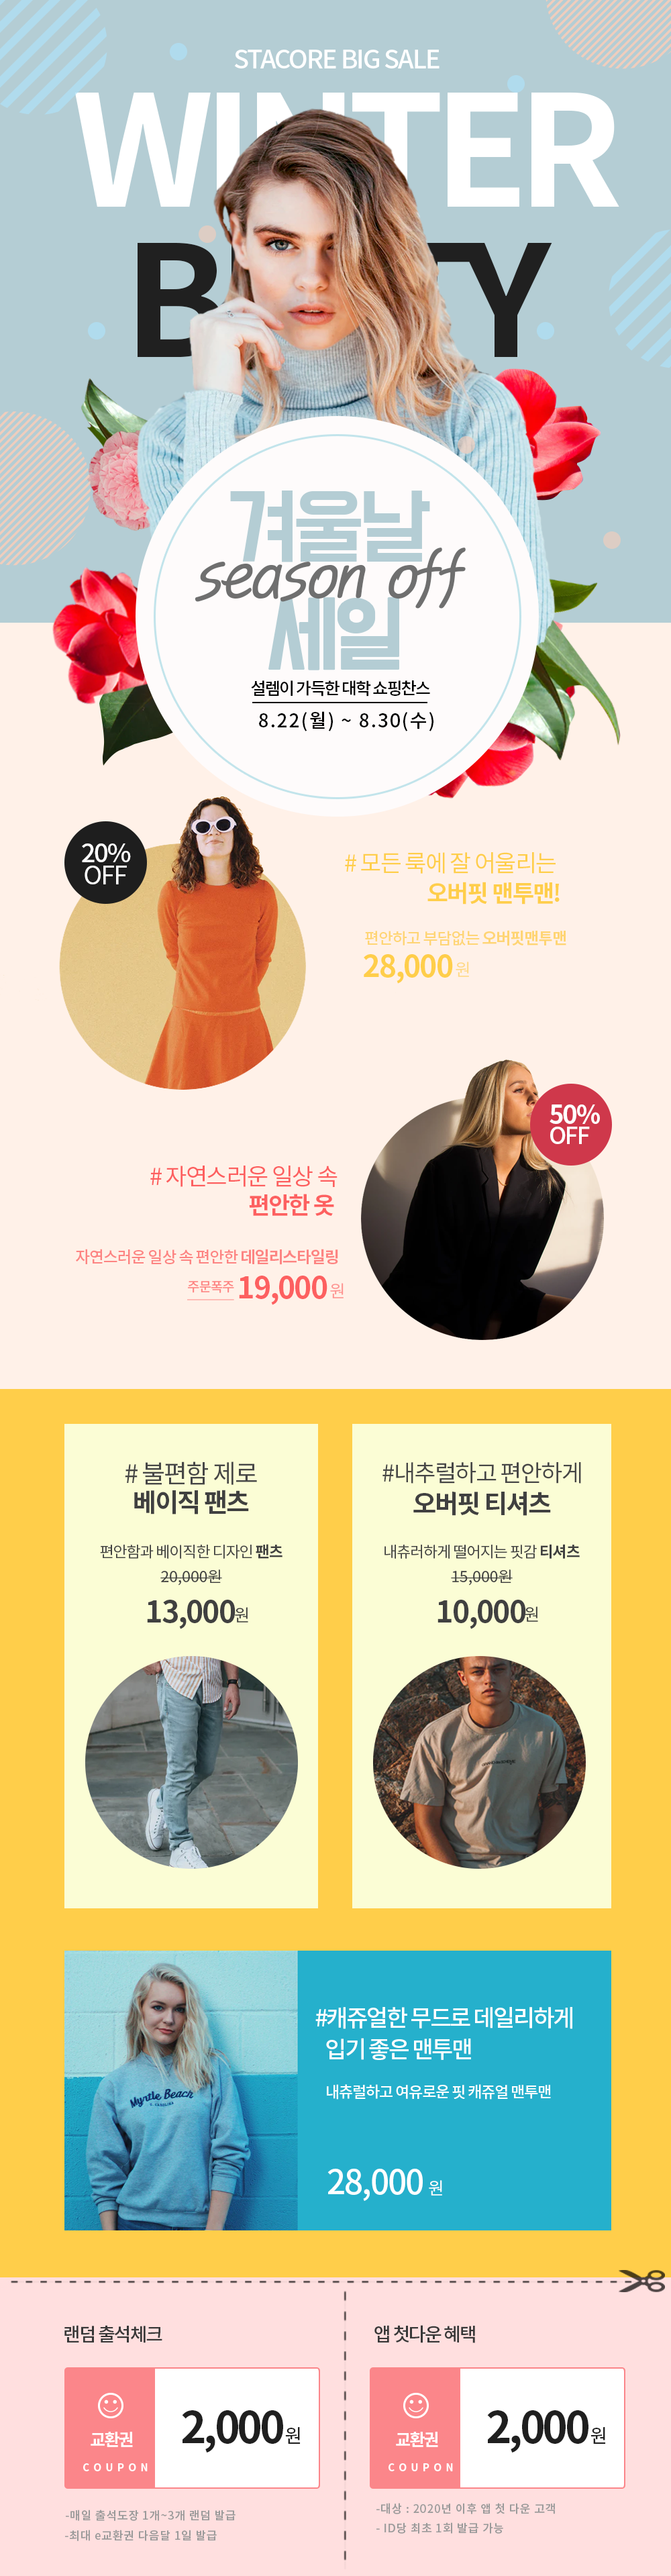 STACORE BIG SALE
WINTER
겨울날
season off
세일
설렘이 가득한 대학 쇼핑찬스
8.22(월) ~ 8.30(수)
20%
OFF
# 모든 룩에 잘 어울리는
오버핏 맨투맨!
편안하고 부담없는 오버핏맨투맨
28,000 원
50%
OFF
# 자연스러운 일상 속
편안한 옷
자연스러운 일상 속 편안한 데일리스타일링
주문폭주 19,000 원
# 불편함 제로
베이직 팬츠
편안함과 베이직한 디자인 팬츠
20,000원
13,000원
#내추럴하고 편안하게
오버핏 티셔츠
내츄러하게 떨어지는 핏감 티셔츠
15,000원
10,000원
Myrtle Beach
#캐쥬얼한 무드로 데일리하게
입기 좋은 맨투맨
내츄럴하고 여유로운 핏 캐쥬얼 맨투맨
28,000 원
랜덤 출석체크
교환권
COUPON
2,000원
-매일 출석도장 1개~3개 랜덤 발급
-최대 e교환권 다음달 1일 발급
앱 첫다운 혜택
교환권
COUPON
2,000원
-대상 : 2020년 이후 앱 첫 다운 고객
- ID당 최초 1회 발급 가능